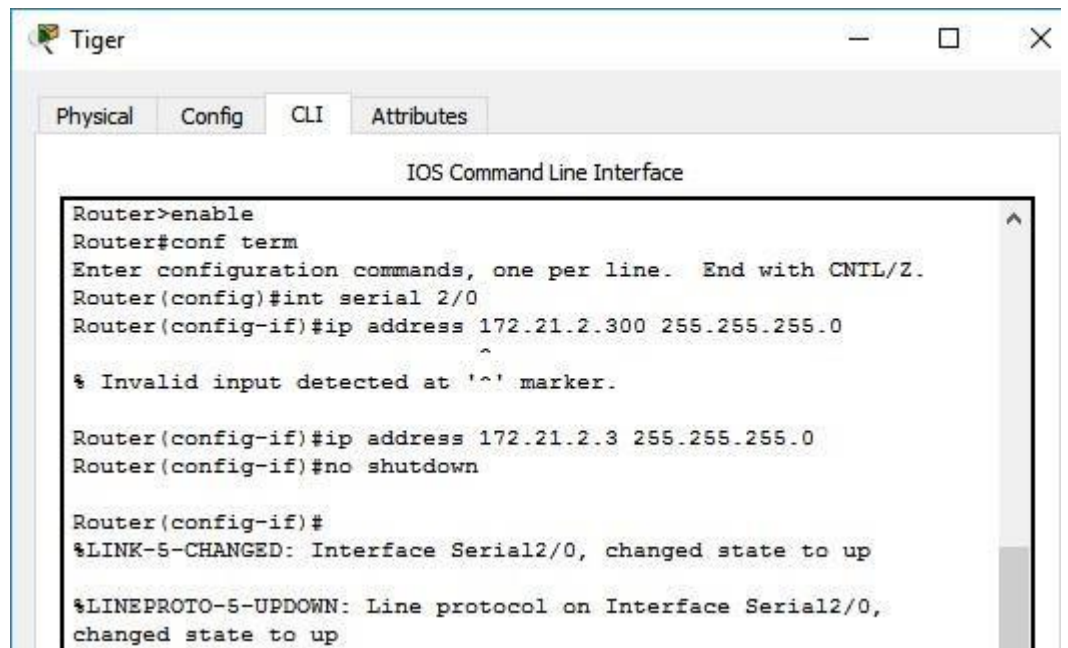 Tiger
Physical Config CLI Attributes
IOS Command Line Interface
Router>enable
Router#conf term
Enter configuration commands, one per line.  End with CNTL/Z.
Router(config)#int serial 2/0
Router(config-if)#ip address 172.21.2.300 255.255.255.0
^
% Invalid input detected at '^' marker.
Router(config-if)#ip address 172.21.2.3 255.255.255.0
Router(config-if)#no shutdown
Router(config-if)#
%LINK-5-CHANGED: Interface Serial2/0, changed state to up
%LINEPROTO-5-UPDOWN: Line protocol on Interface Serial2/0,
changed state to up